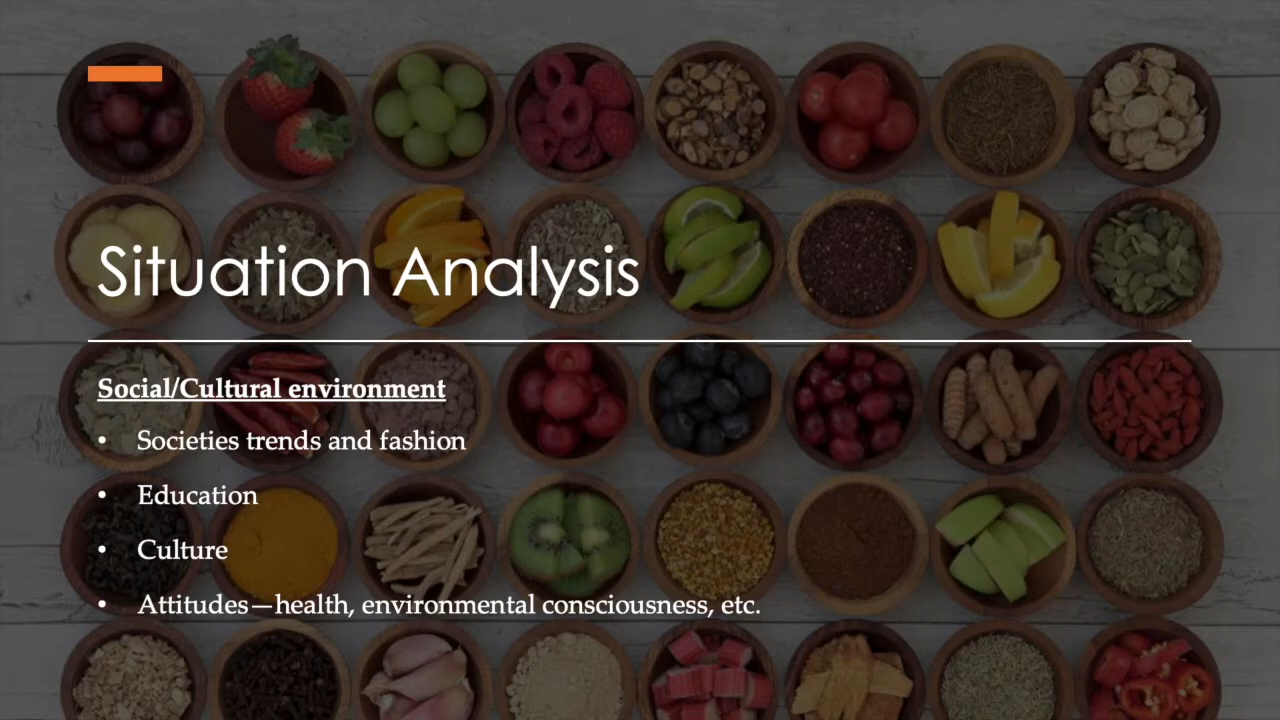 Situation Analysis
Social/Cultural environment
• Societies trends and fashion
• Education
• Culture
• Attitudes—health, environmental consciousness, etc.